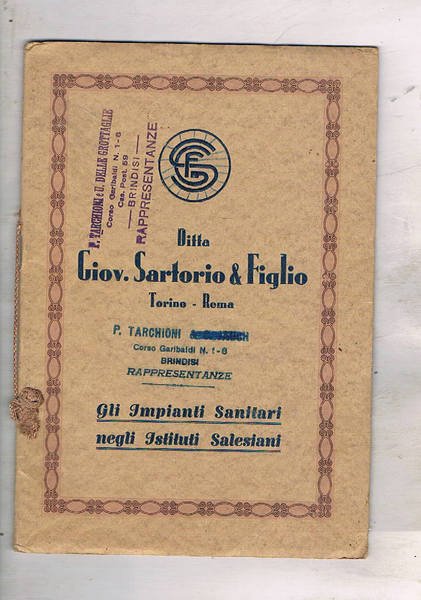 P. TARCHIONI & U. DELLE GROTTAGLIE
Corso Garibaldi N. 1-6
Cas. Post. 59
BRINDISI
RAPPRESENTANZE
Ditta
Giov. Sartorio & Figlio
Torino - Roma
P. TARCHIONI
Corso Garibaldi N. 1-6
BRINDISI
RAPPRESENTANZE
Gli Impianti Sanitari
negli Istituti Salesiani